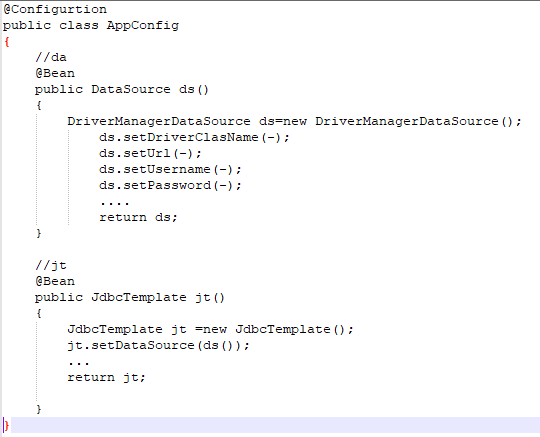 @Configurtion
public class AppConfig
{
    //da
    @Bean
    public DataSource ds()
    {
        DriverManagerDataSource ds=new DriverManagerDataSource();
            ds.setDriverClasName(-);
            ds.setUrl(-);
            ds.setUsername(-);
            ds.setPassword(-);
            ....
            return ds;
    }
    //jt
    @Bean
    public JdbcTemplate jt()
    {
        JdbcTemplate jt =new JdbcTemplate();
        jt.setDataSource(ds());
        ...
        return jt;
    }
}